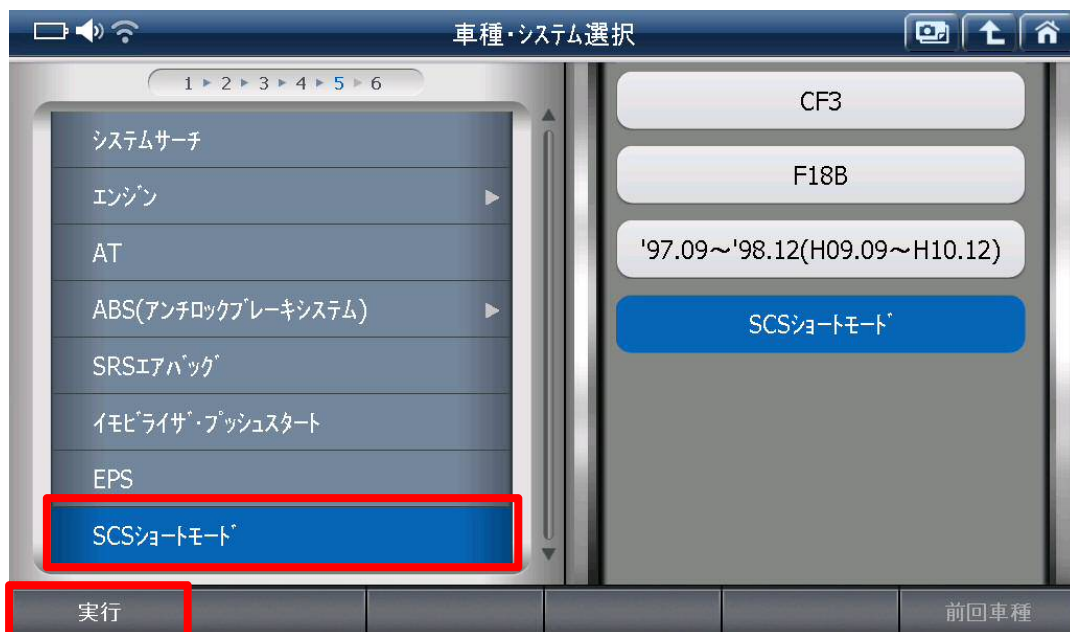 車種・システム選択
1 ▶ 2 ▶ 3 ▶ 4 ▶ 5 ▶ 6
システムサーチ
エンジン
AT
ABS(アンチロックブレーキシステム)
SRSエアバッグ
イモビライザ・プッシュスタート
EPS
SCSショートモード
CF3
F18B
'97.09～'98.12(H09.09～H10.12)
SCSショートモード
実行
前回車種